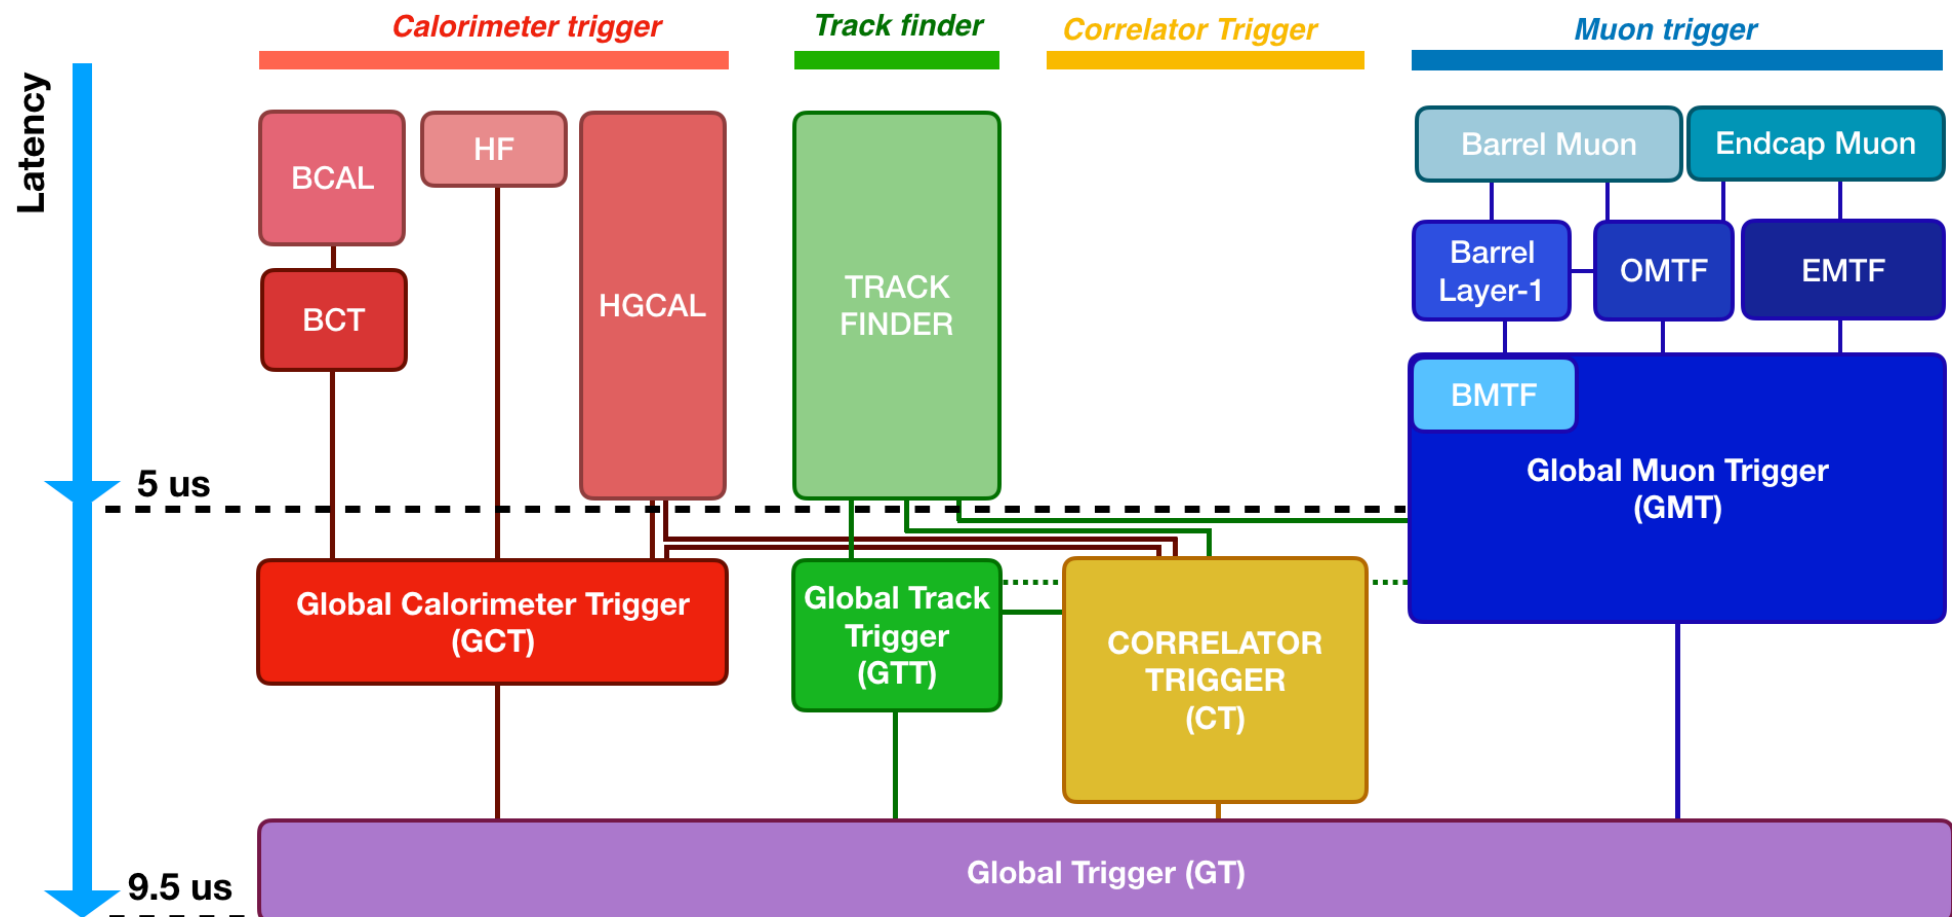 Calorimeter trigger
Track finder
Correlator Trigger
Muon trigger
Latency
BCAL
HF
HGCAL
TRACK
FINDER
Barrel Muon
Endcap Muon
BCT
Barrel
Layer-1
OMTF
EMTF
BMTF
5 us
Global Muon Trigger
(GMT)
Global Calorimeter Trigger
(GCT)
Global Track
Trigger
(GTT)
CORRELATOR
TRIGGER
(CT)
9.5 us
Global Trigger (GT)